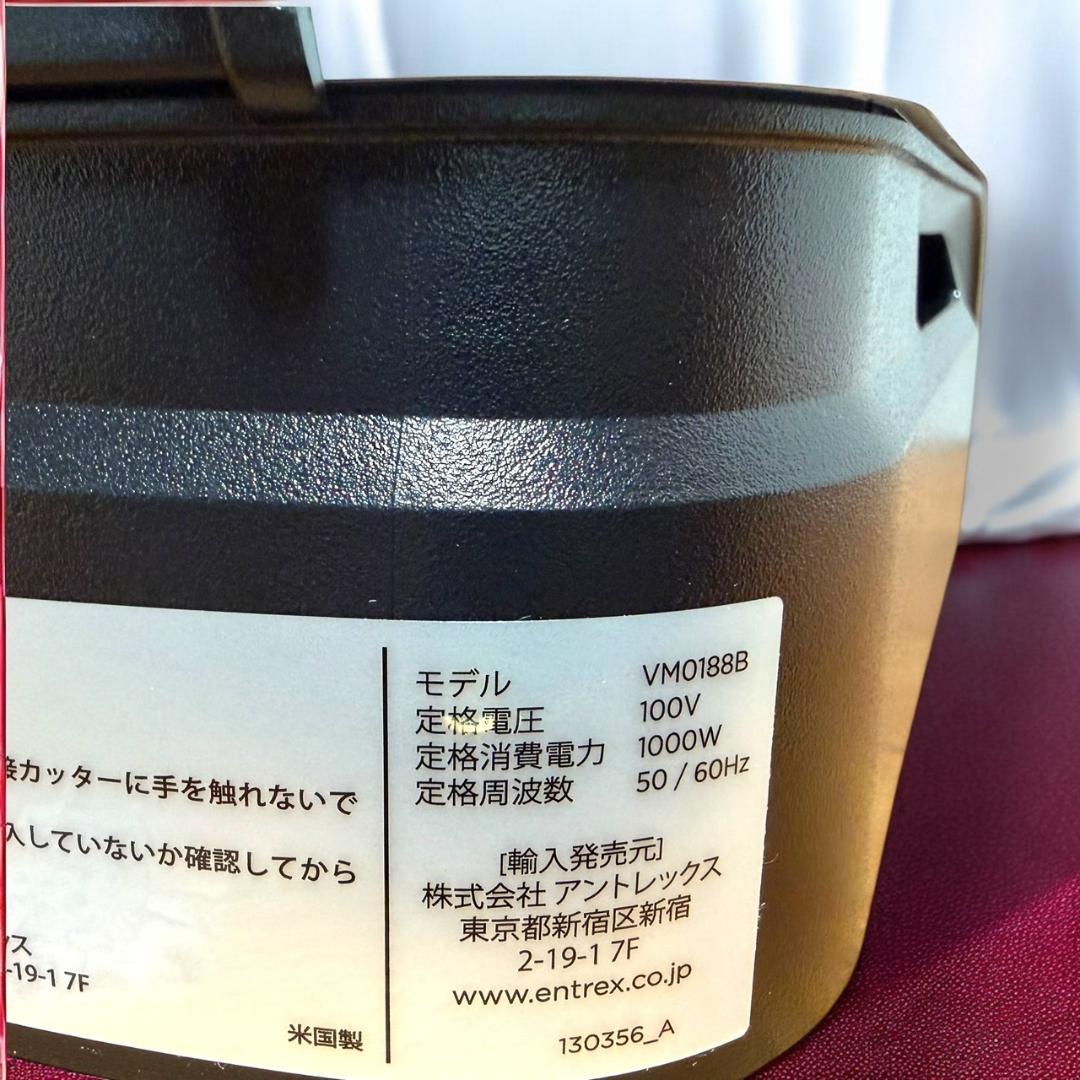 接カッターに手を触れないで
入していないか確認してから
クス
-19-1 7F
米国製
モデル VM0188B
定格電圧 100V
定格消費電力 1000W
定格周波数 50 / 60Hz
[輸入発売元]
株式会社 アントレックス
東京都新宿区新宿
2-19-1 7F
www.entrex.co.jp
130356_A